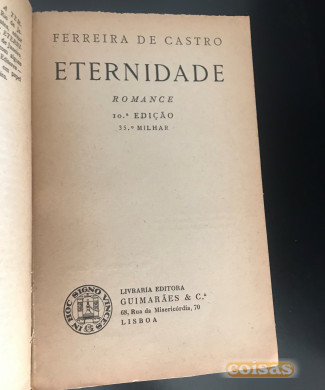 FERREIRA DE CASTRO
ETERNIDADE
ROMANCE
10.ª EDIÇÃO
35.º MILHAR
IN HOC SIGNO VINCES
LIVRARIA EDITORA
GUIMARÃES & C.ª
68, Rua da Misericórdia, 70
LISBOA
coisas